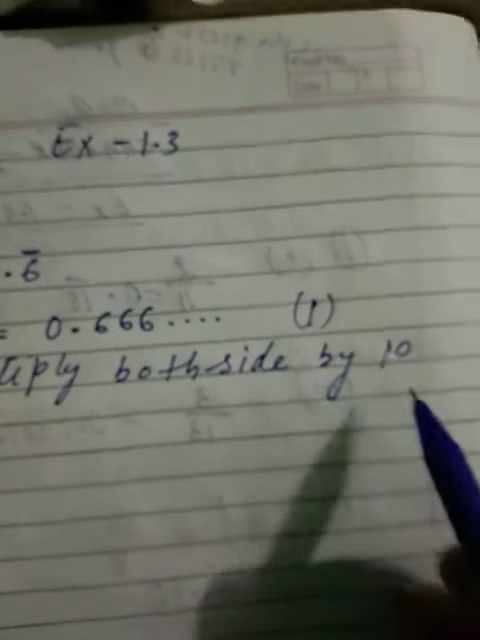 Ex - 1.3
.6̅
= 0.666.... (1)
tiply both side by 10